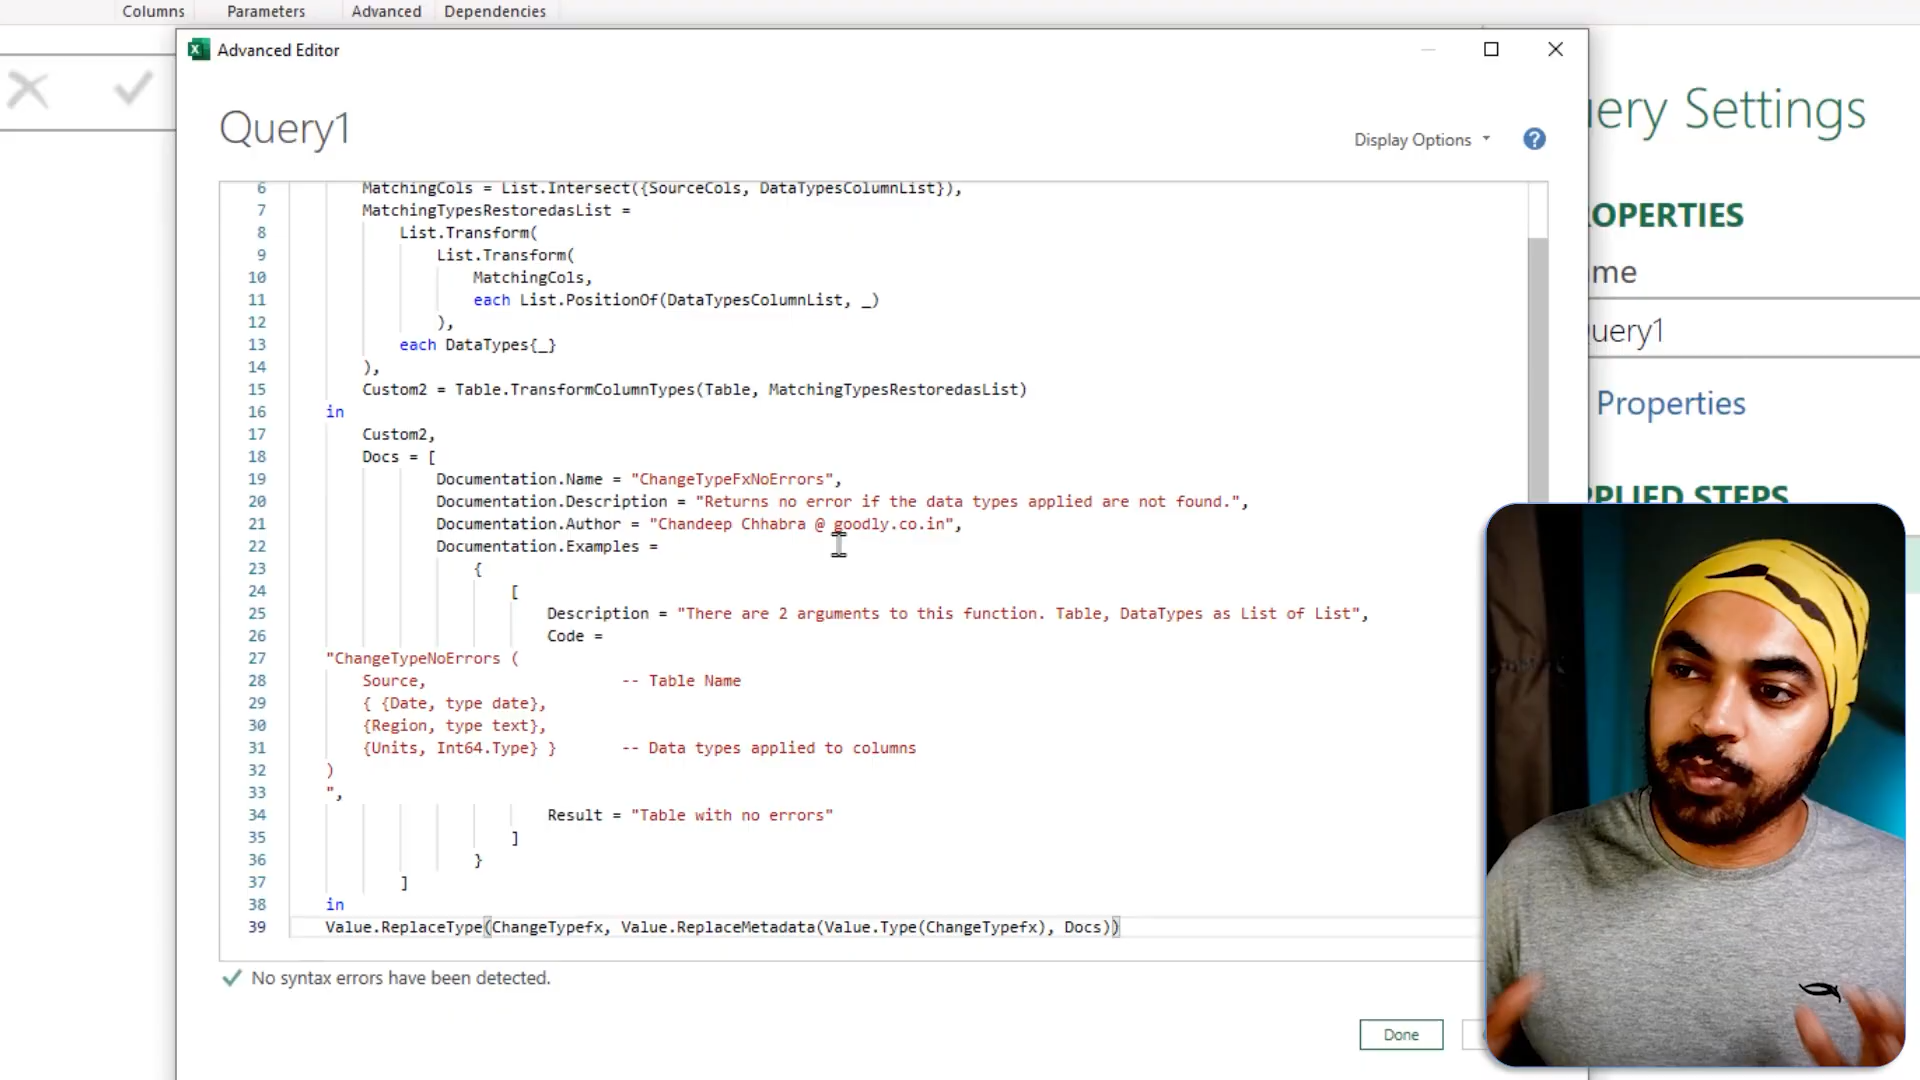 Columns Parameters Advanced Dependencies
Advanced Editor
Query1
Display Options
?
6 MatchingCols = List.Intersect({SourceCols, DataTypesColumnList}),
7 MatchingTypesRestoredasList =
8 List.Transform(
9 List.Transform(
10 MatchingCols,
11 each List.PositionOf(DataTypesColumnList, _)
12 ),
13 each DataTypes{_}
14 ),
15 Custom2 = Table.TransformColumnTypes(Table, MatchingTypesRestoredasList)
16 in
17 Custom2,
18 Docs = [
19 Documentation.Name = "ChangeTypeFxNoErrors",
20 Documentation.Description = "Returns no error if the data types applied are not found.",
21 Documentation.Author = "Chandeep Chhabra @ goodly.co.in",
22 Documentation.Examples =
23 {
24 [
25 Description = "There are 2 arguments to this function. Table, DataTypes as List of List",
26 Code =
27 "ChangeTypeNoErrors (
28 Source, -- Table Name
29 { {Date, type date},
30 {Region, type text},
31 {Units, Int64.Type} } -- Data types applied to columns
32 )
33 ",
34 Result = "Table with no errors"
35 ]
36 }
37 ]
38 in
39 Value.ReplaceType(ChangeTypefx, Value.ReplaceMetadata(Value.Type(ChangeTypefx), Docs))
No syntax errors have been detected.
Done
uery Settings
OPERTIES
me
uery1
Properties
PPLIED STEPS